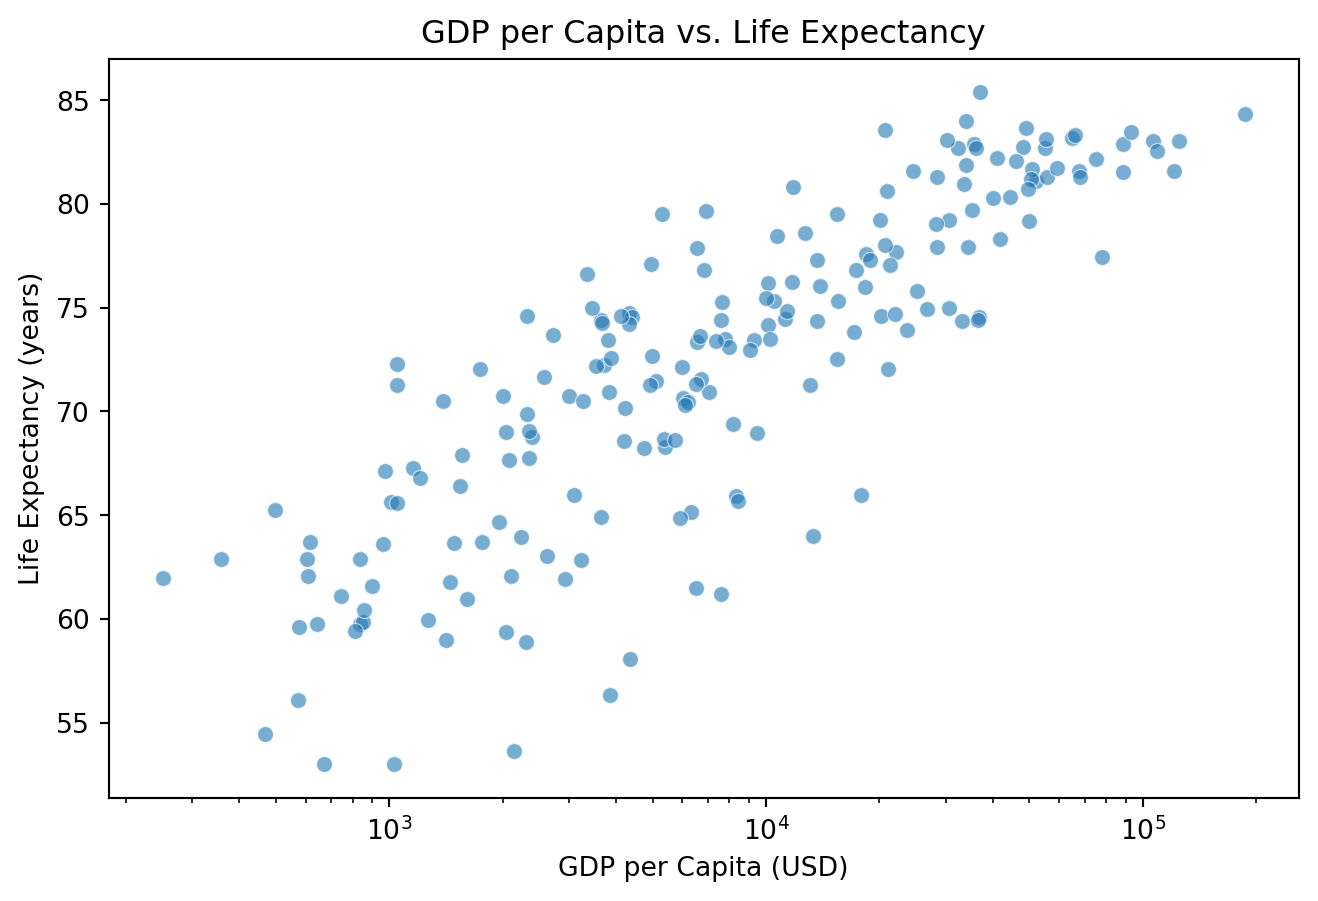 GDP per Capita vs. Life Expectancy
85
80
75
70
65
60
55
Life Expectancy (years)
10³ 10⁴ 10⁵
GDP per Capita (USD)